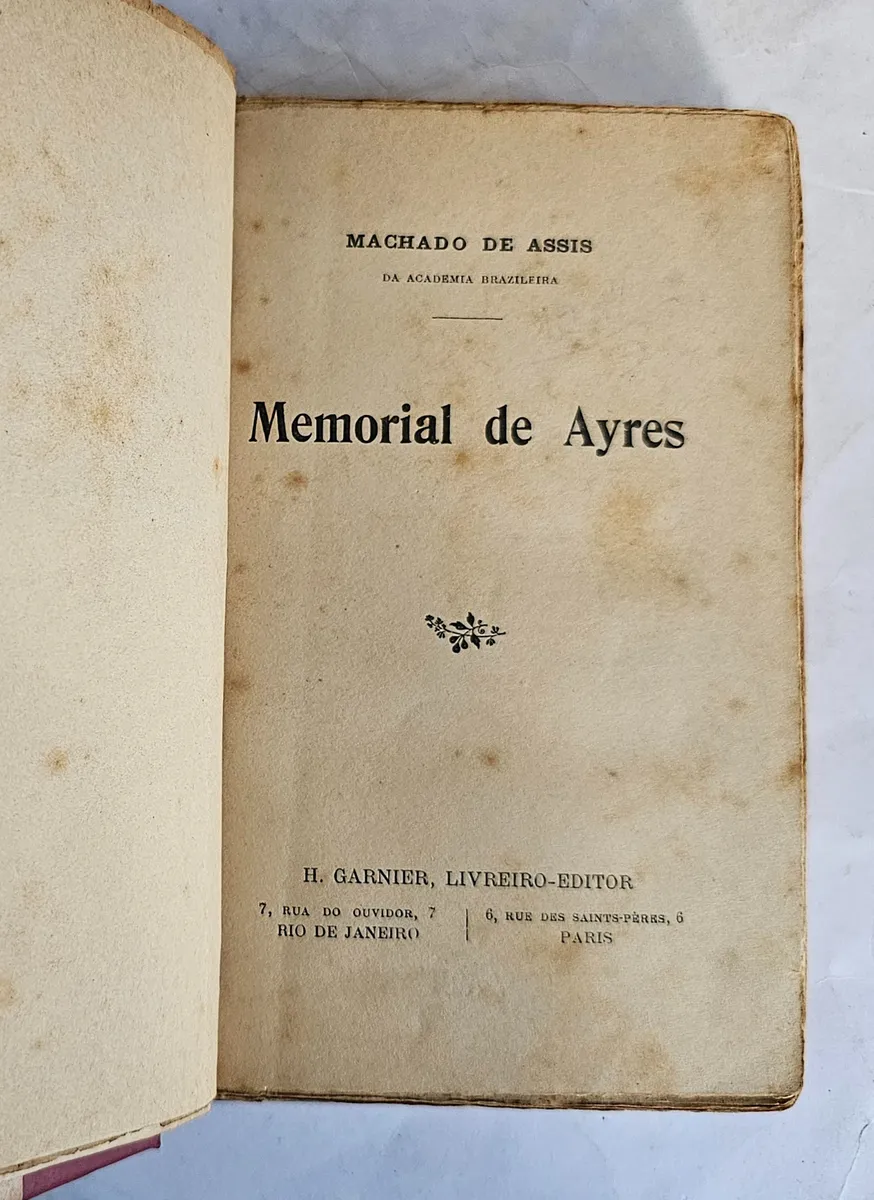 MACHADO DE ASSIS
DA ACADEMIA BRAZILEIRA
Memorial de Ayres
H. GARNIER, LIVREIRO-EDITOR
7, RUA DO OUVIDOR, 7
RIO DE JANEIRO
6, RUE DES SAINTS-PÈRES, 6
PARIS